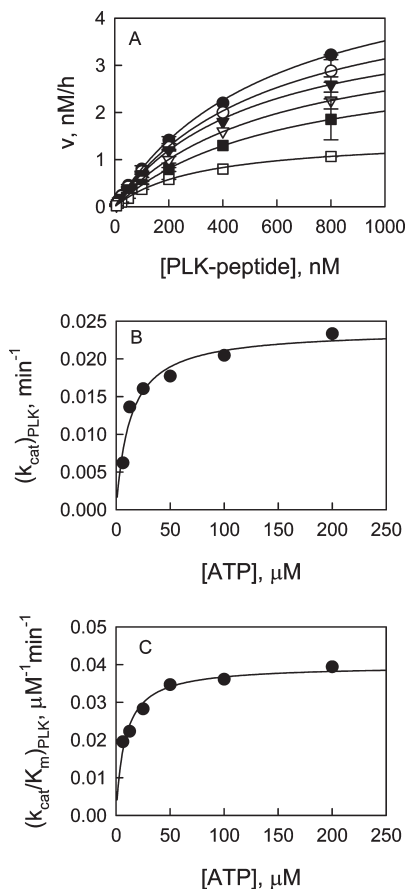 A
4
3
2
1
0
v, nM/h
0 200 400 600 800 1000
[PLK-peptide], nM
B
0.025
0.020
0.015
0.010
0.005
0.000
(kcat)PLK, min-1
0 50 100 150 200 250
[ATP], μM
C
0.05
0.04
0.03
0.02
0.01
0.00
(kcat/Km)PLK, μM-1min-1
0 50 100 150 200 250
[ATP], μM